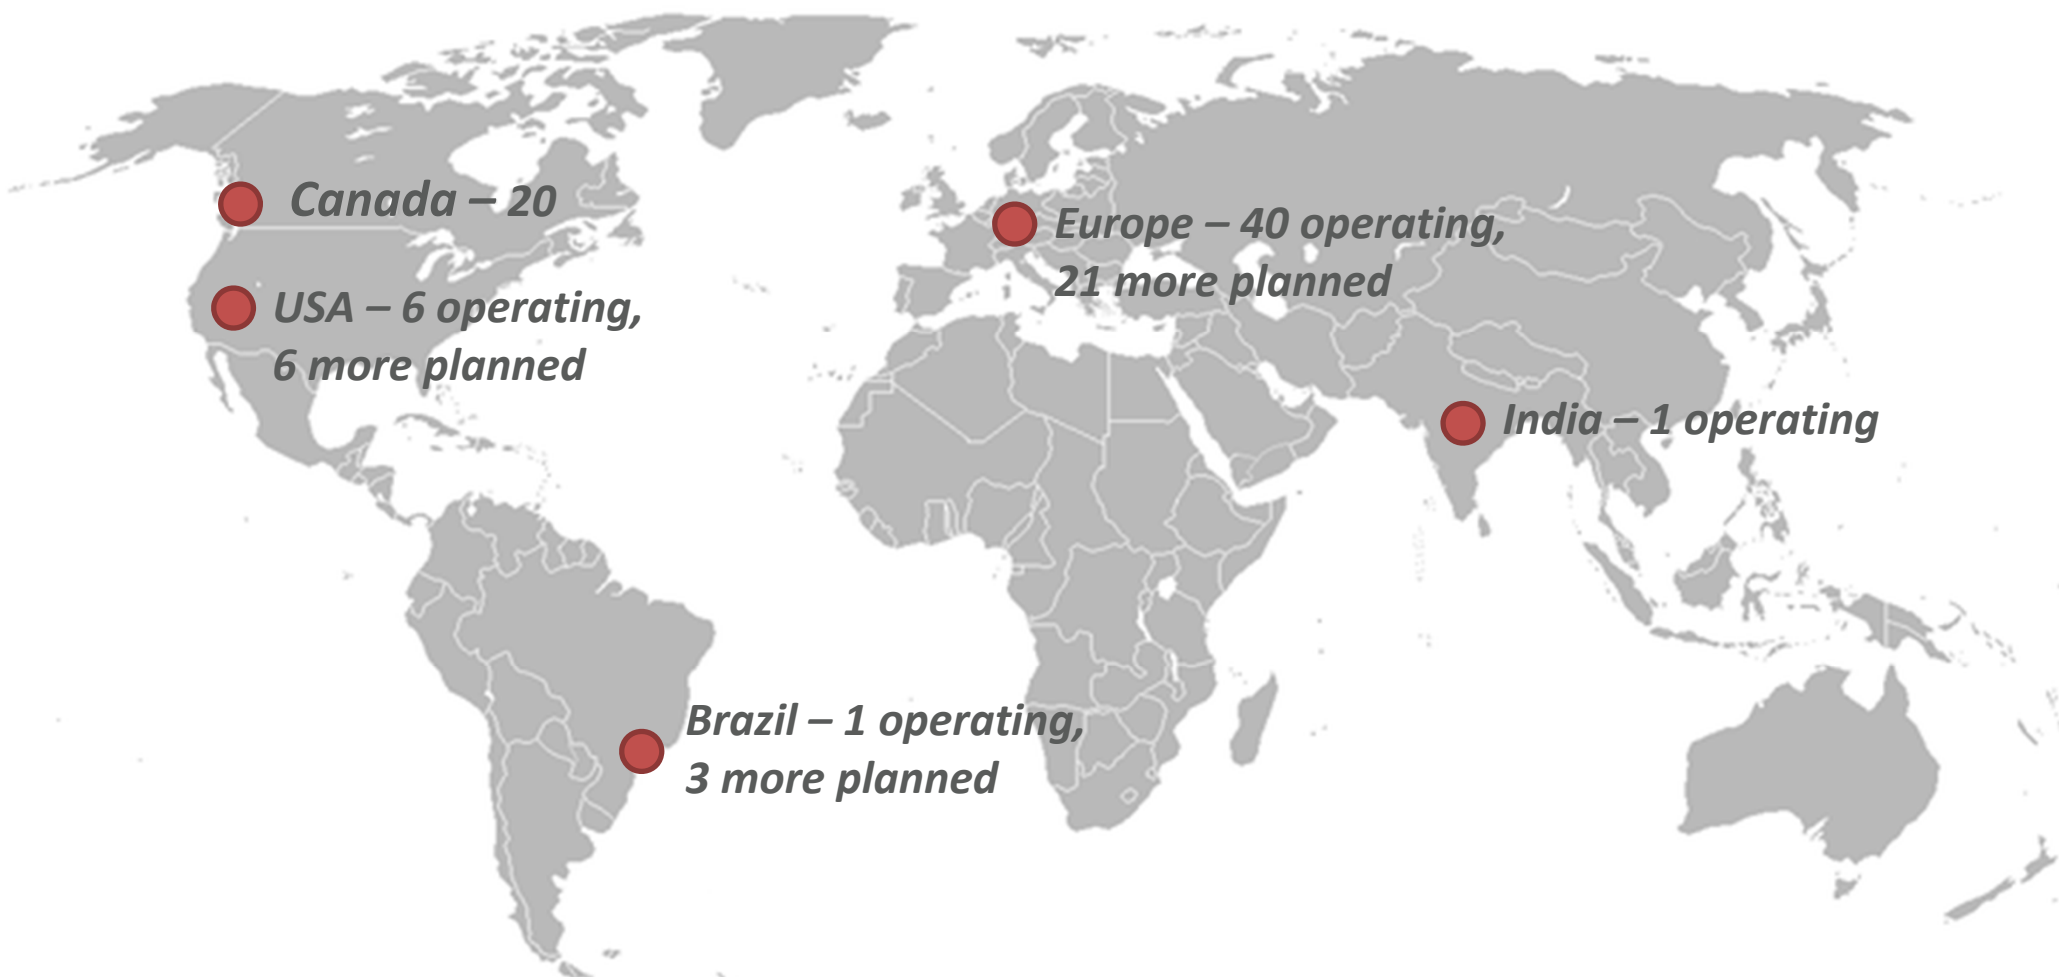 Canada – 20
USA – 6 operating,
6 more planned
Europe – 40 operating,
21 more planned
India – 1 operating
Brazil – 1 operating,
3 more planned